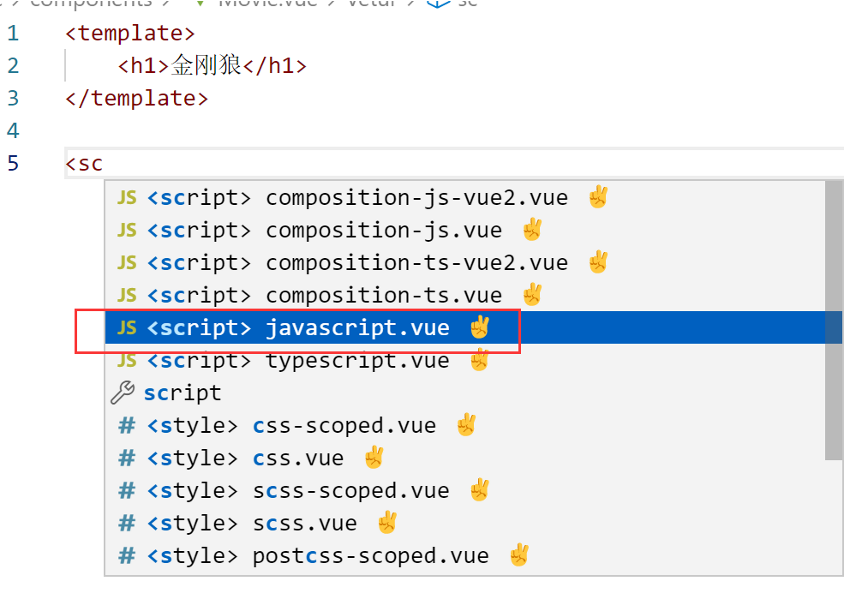 components > Movie.vue > vetur > sc
1 <template>
2 <h1>金刚狼</h1>
3 </template>
4
5 <sc
JS <script> composition-js-vue2.vue ✌
JS <script> composition-js.vue ✌
JS <script> composition-ts-vue2.vue ✌
JS <script> composition-ts.vue ✌
JS <script> javascript.vue ✌
JS <script> typescript.vue ✌
script
# <style> css-scoped.vue ✌
# <style> css.vue ✌
# <style> scss-scoped.vue ✌
# <style> scss.vue ✌
# <style> postcss-scoped.vue ✌